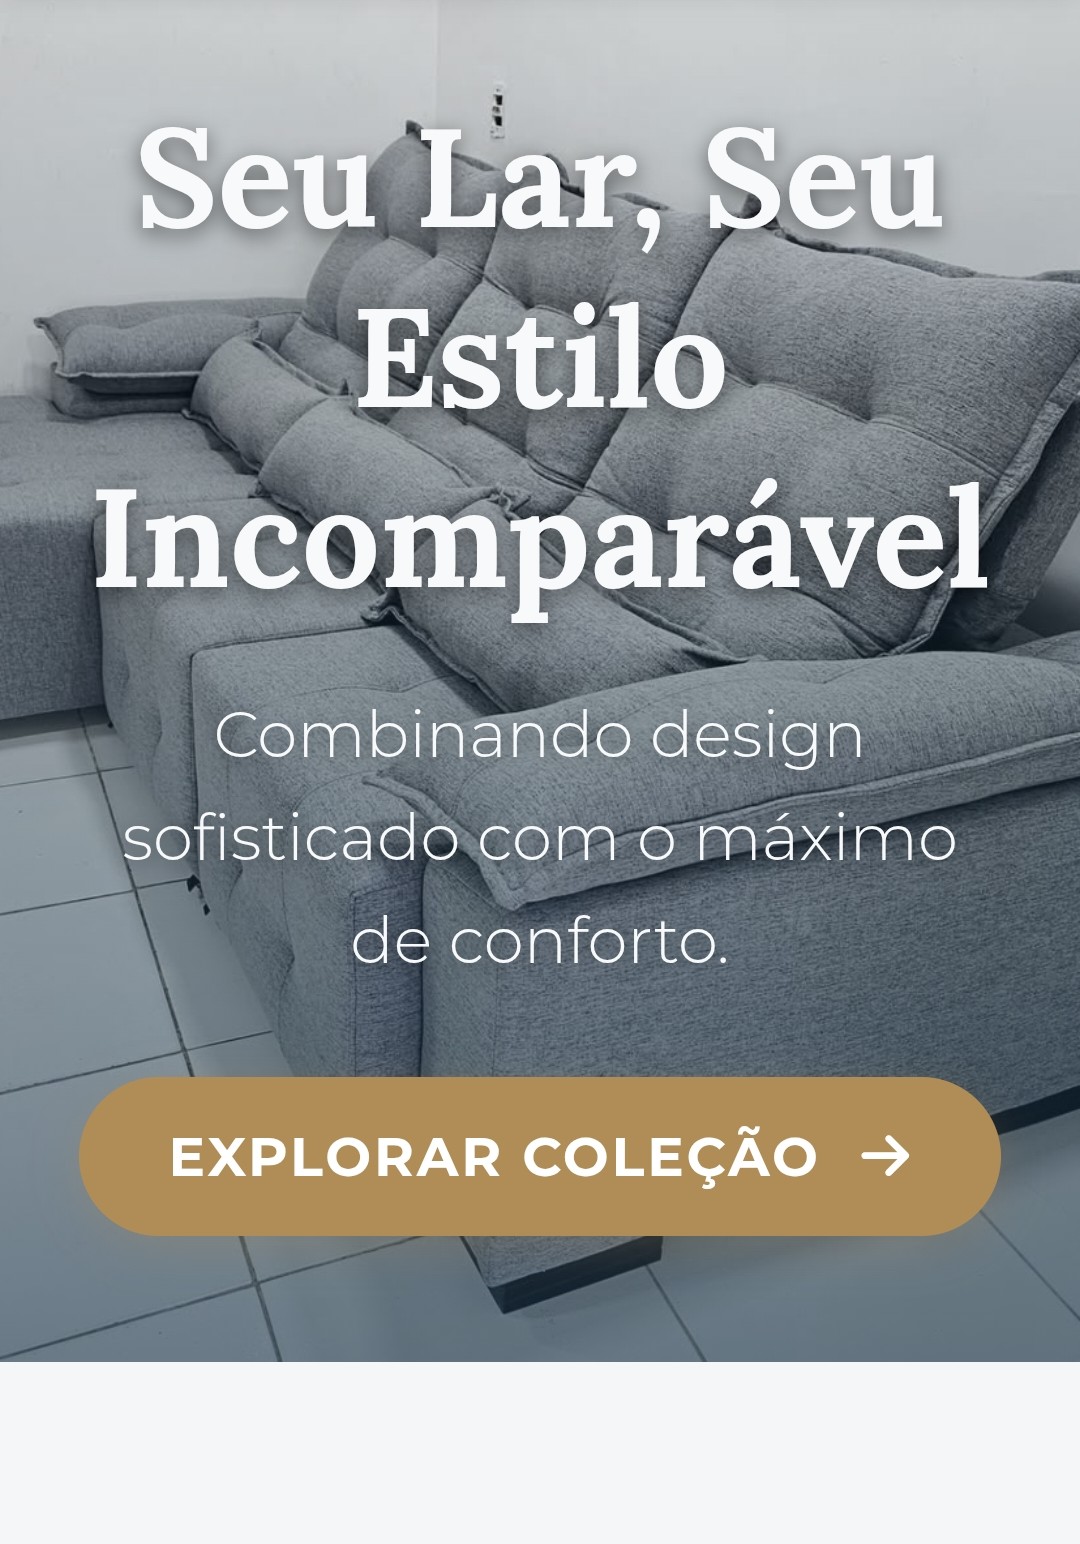 Seu Lar, Seu
Estilo
Incomparável
Combinando design
sofisticado com o máximo
de conforto.
EXPLORAR COLEÇÃO →